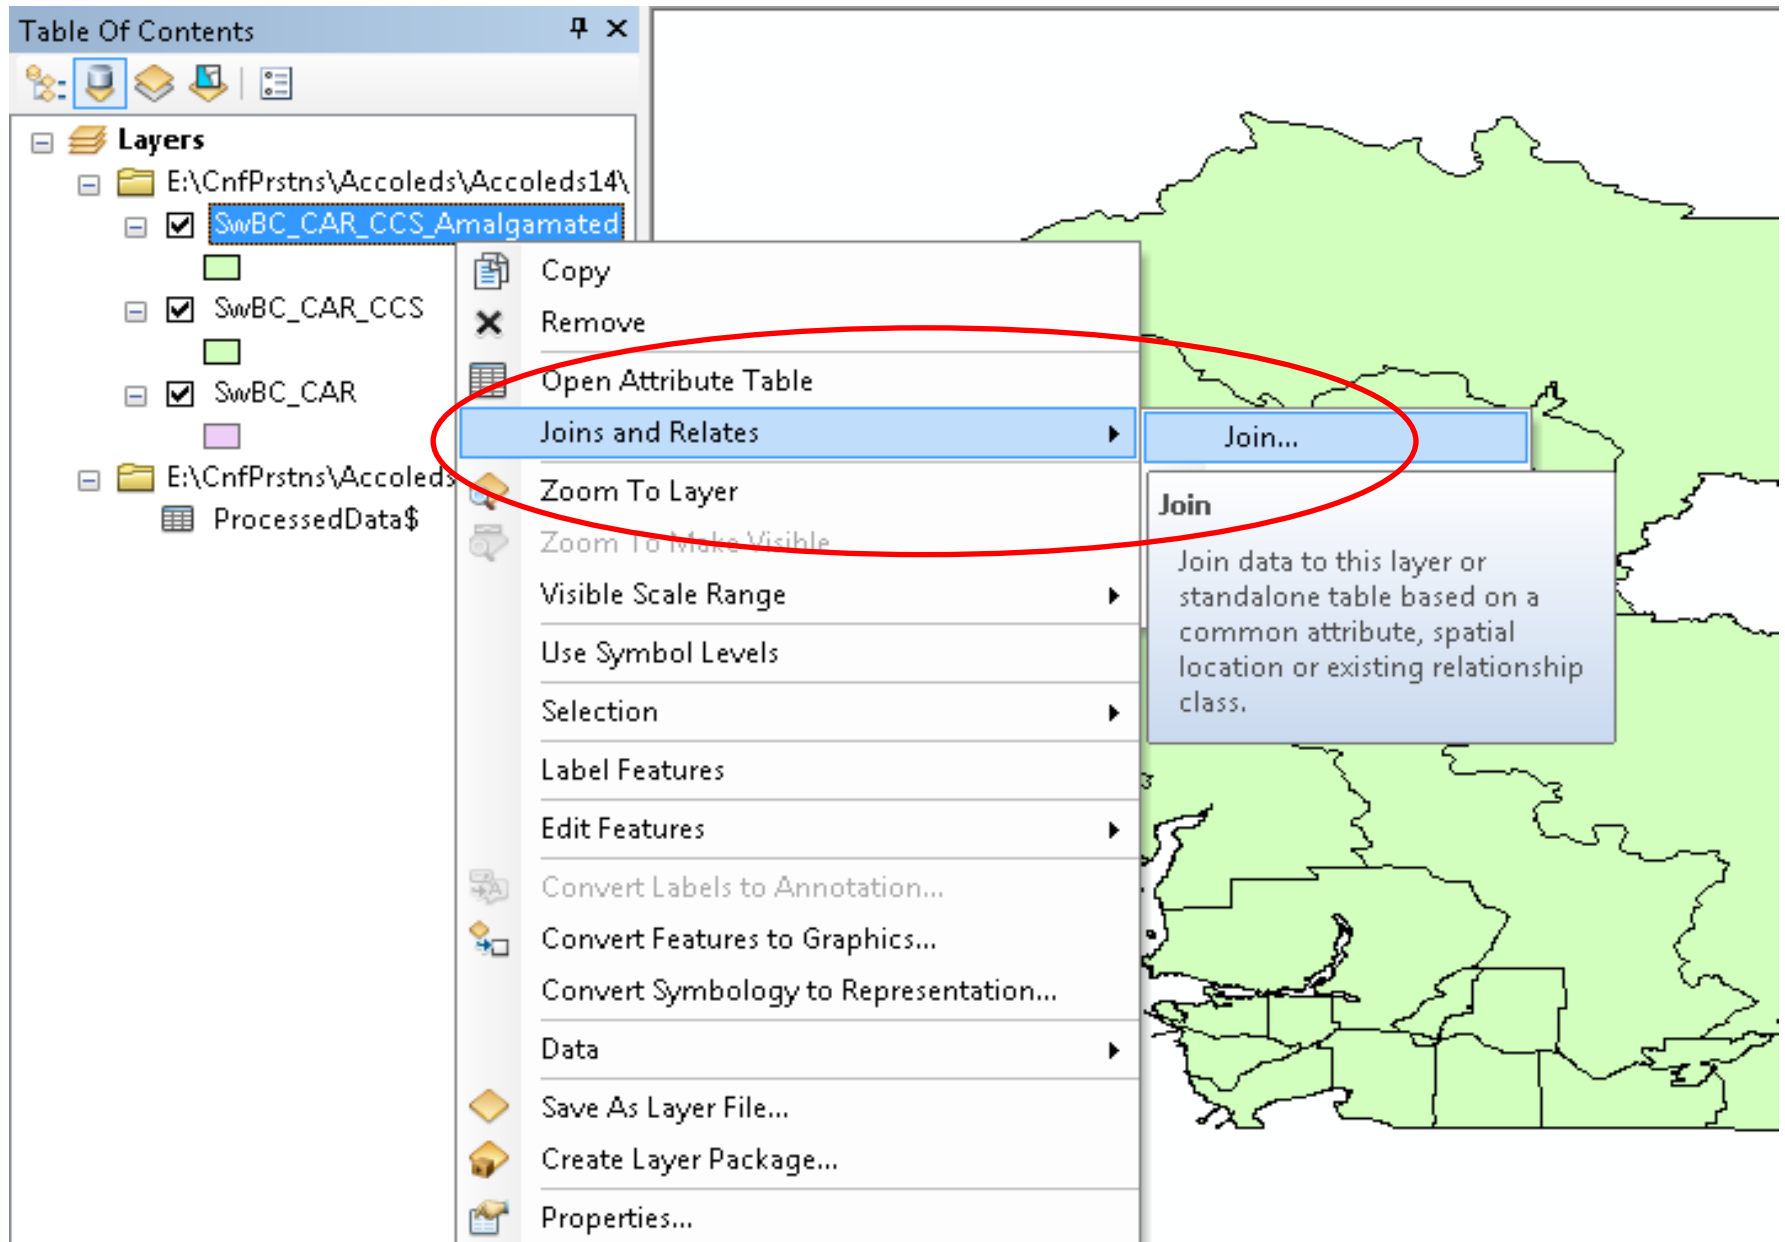 Table Of Contents
Layers
E:\CnfPrstns\Accoleds\Accoleds14\
SwBC_CAR_CCS_Amalgamated
SwBC_CAR_CCS
SwBC_CAR
E:\CnfPrstns\Accoleds
ProcessedData$
Copy
Remove
Open Attribute Table
Joins and Relates
Zoom To Layer
Zoom To Make Visible
Visible Scale Range
Use Symbol Levels
Selection
Label Features
Edit Features
Convert Labels to Annotation...
Convert Features to Graphics...
Convert Symbology to Representation...
Data
Save As Layer File...
Create Layer Package...
Properties...
Join...
Join
Join data to this layer or
standalone table based on a
common attribute, spatial
location or existing relationship
class.